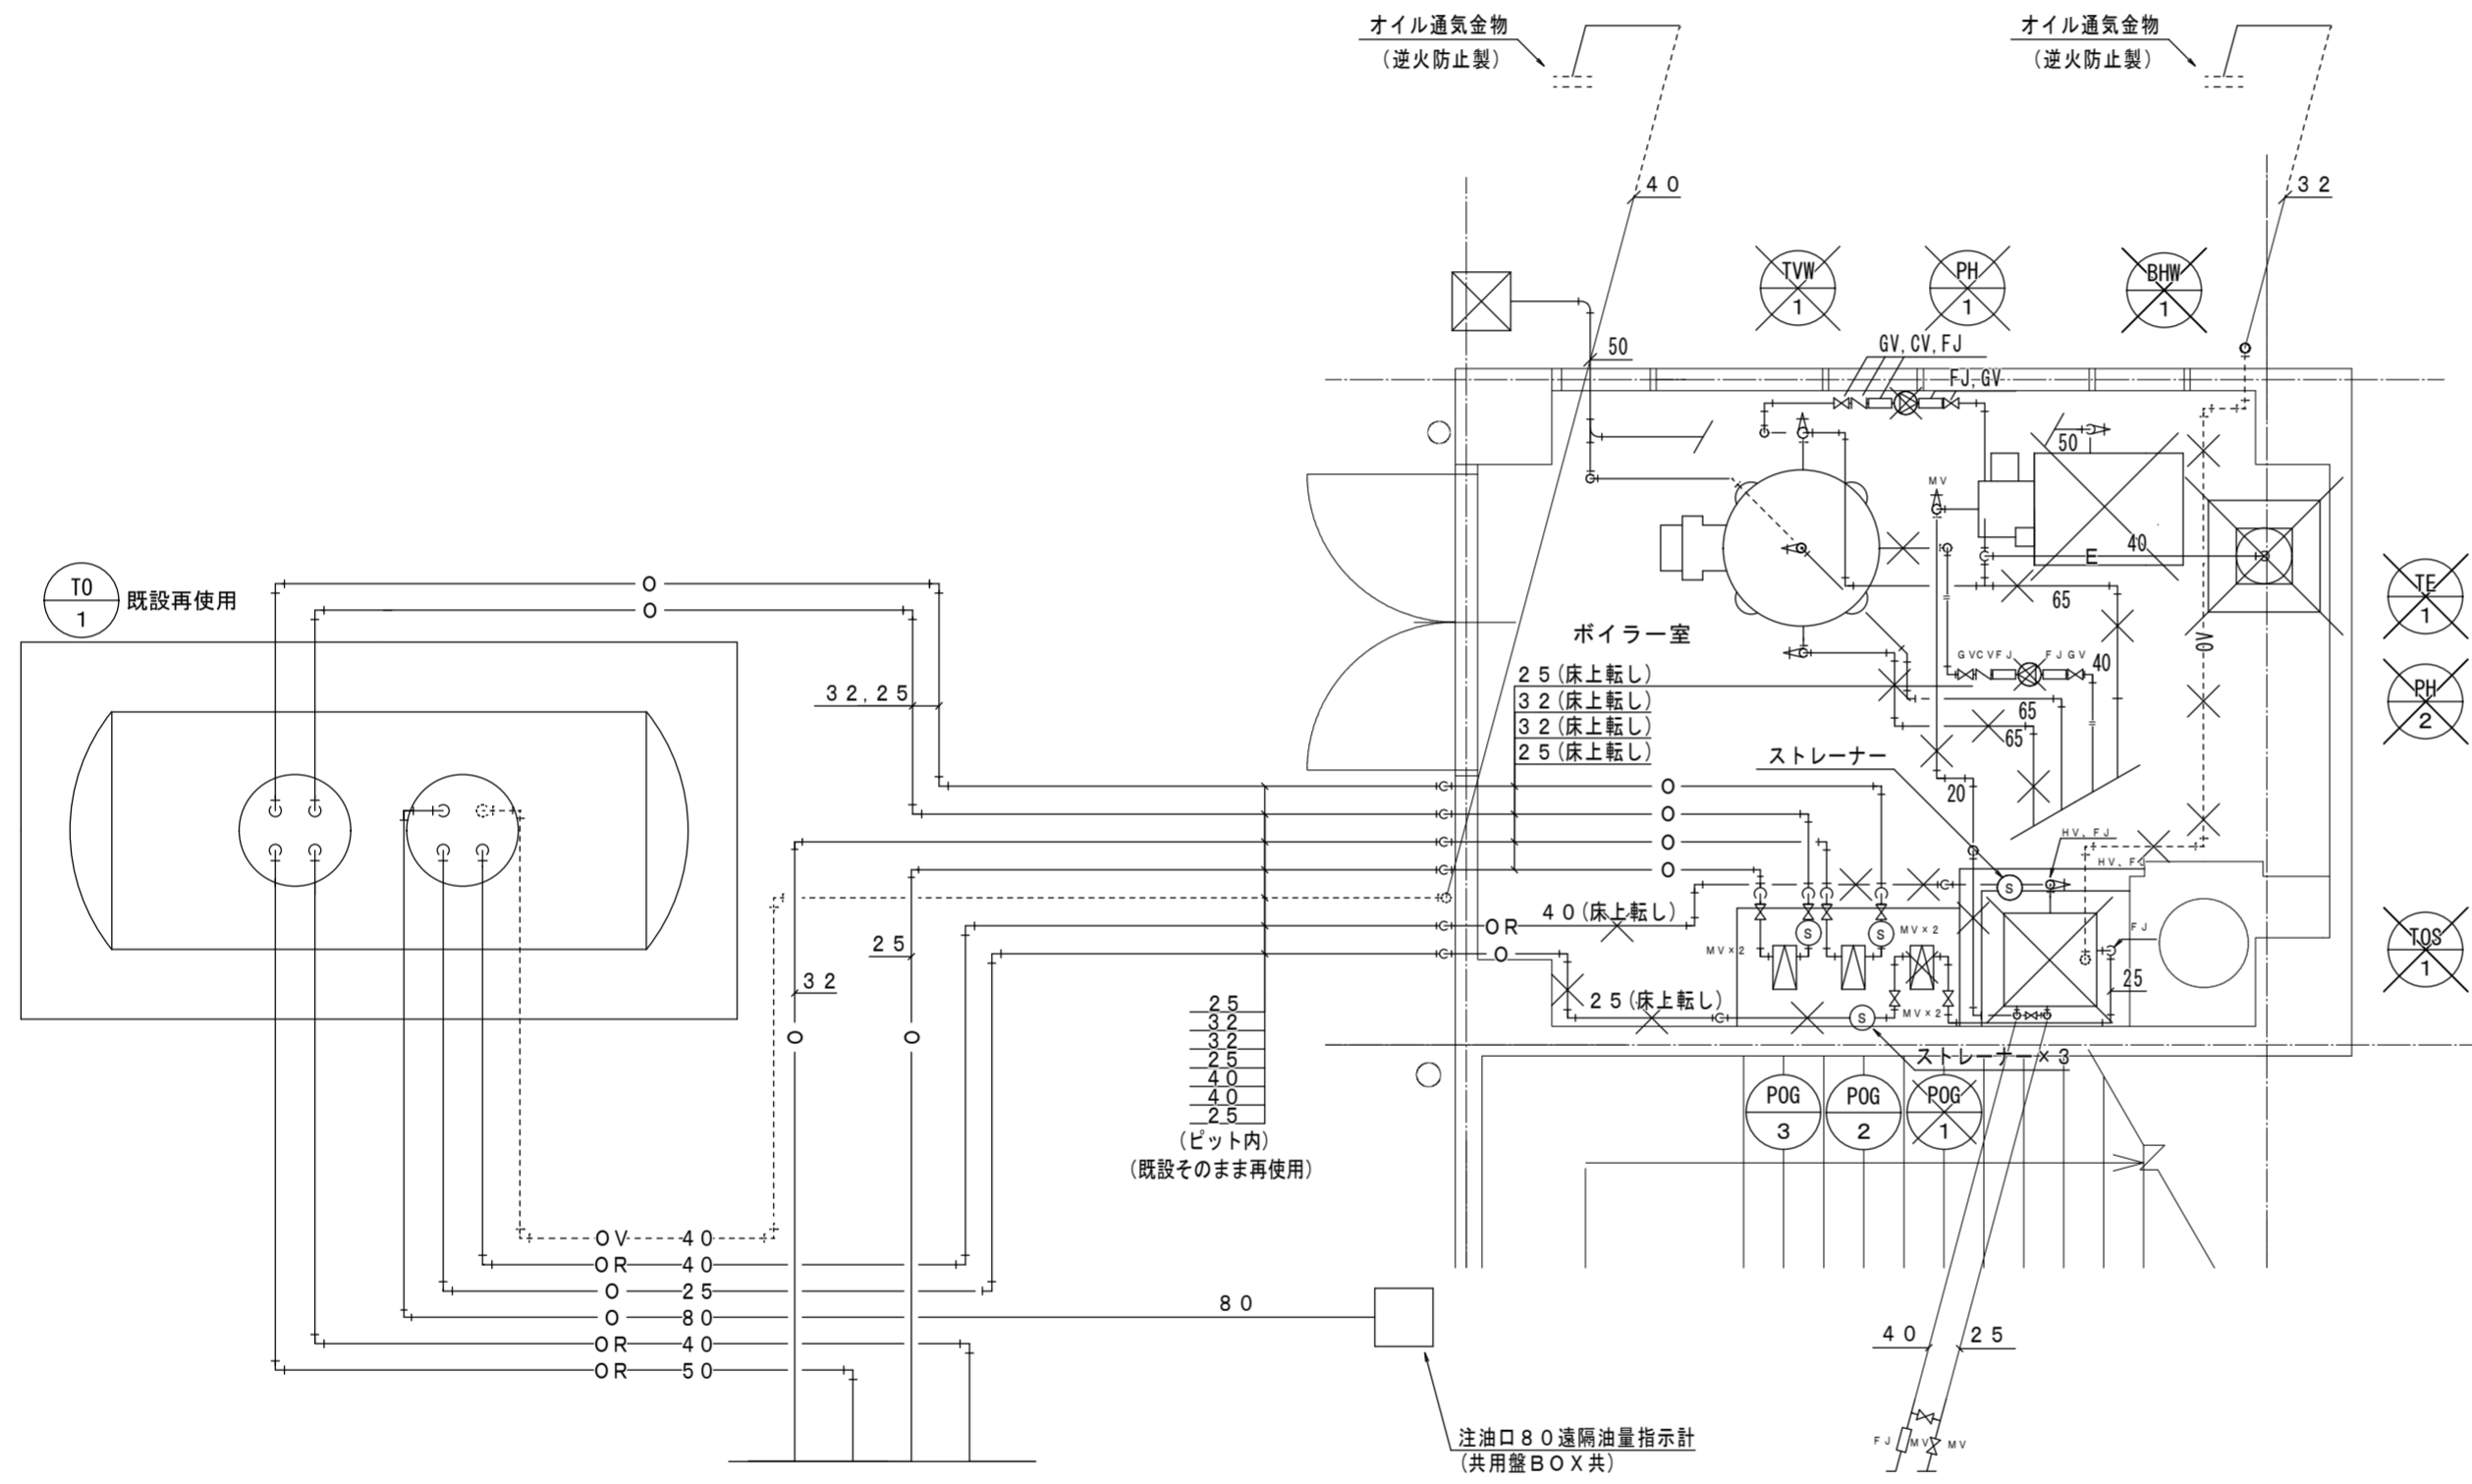 オイル通気金物
(逆火防止製)
オイル通気金物
(逆火防止製)
40
32
TVW
1
PH
1
BHW
1
50
GV,CV,FJ
FJ,GV
50
MV
40
E
TO
1
既設再使用
O
O
TE
1
65
ボイラー室
OV
GVCVFJ
FJGV
40
25(床上転し)
32(床上転し)
32(床上転し)
25(床上転し)
32,25
PH
2
65
65
ストレーナー
20
O
O
O
O
HV、FJ
HV、FJ
40(床上転し)
OR
O
MV×2
MV×2
S
S
S
FJ
TOS
1
25
25
32
25(床上転し)
S
MV×2
ストレーナー×3
O
O
25
32
32
25
40
40
25
(ピット内)
(既設そのまま再使用)
POG
3
POG
2
POG
1
OV 40
OR 40
O 25
O 80
OR 40
OR 50
80
40
25
注油口80遠隔油量指示計
(共用盤BOX共)
FJ
MV
MV